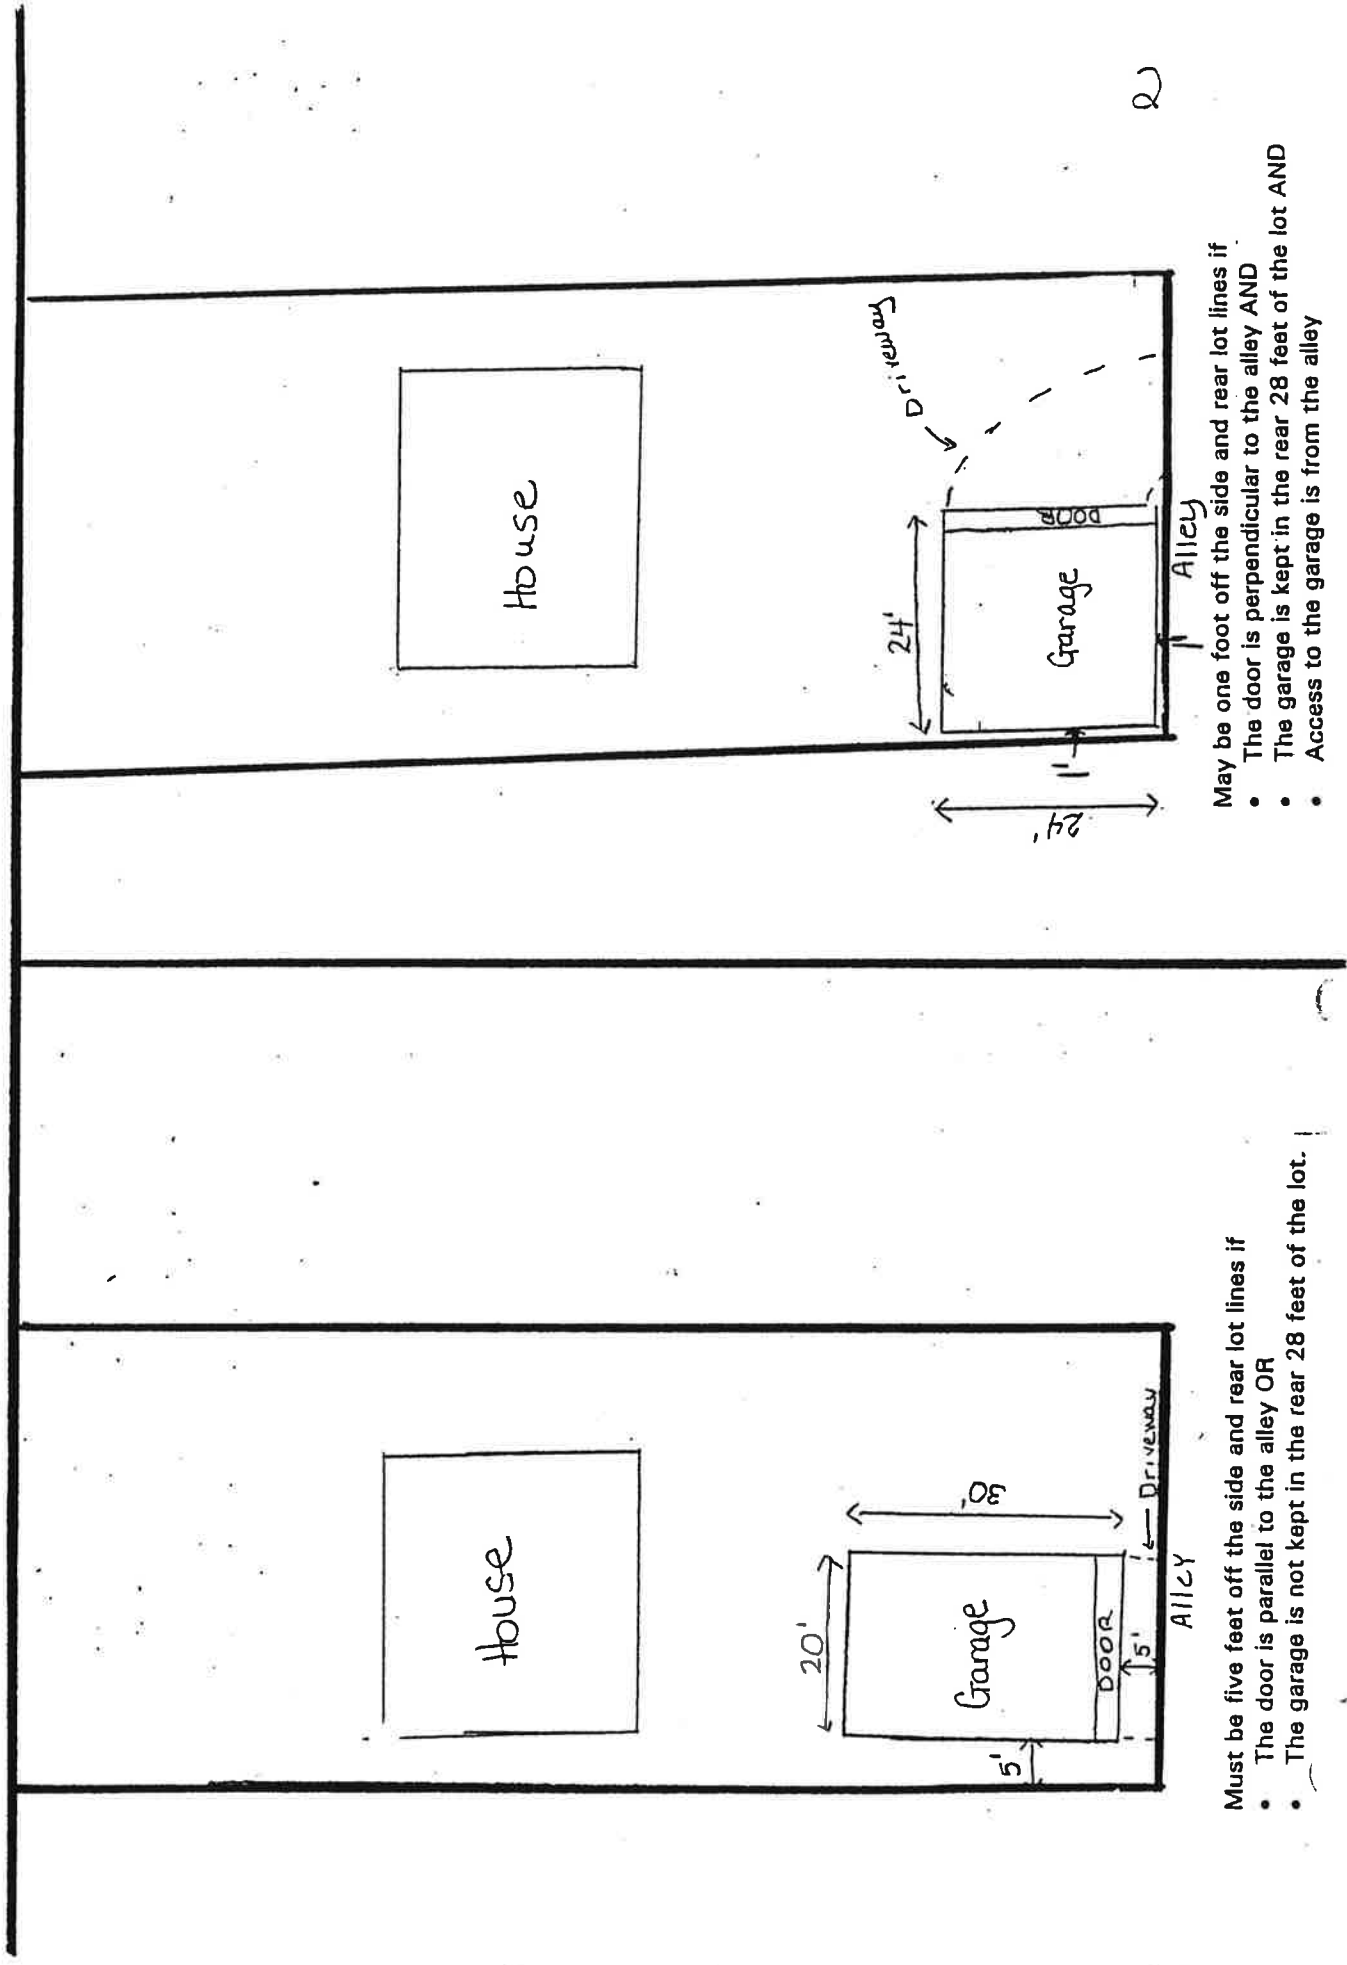 House
20'
Garage
30'
DOOR
5'
5'
Driveway
Alley
Must be five feet off the side and rear lot lines if
• The door is parallel to the alley OR
• The garage is not kept in the rear 28 feet of the lot.
House
Driveway
24'
Garage
DOOR
24'
1'
1'
Alley
May be one foot off the side and rear lot lines if
• The door is perpendicular to the alley AND
• The garage is kept in the rear 28 feet of the lot AND
• Access to the garage is from the alley
2